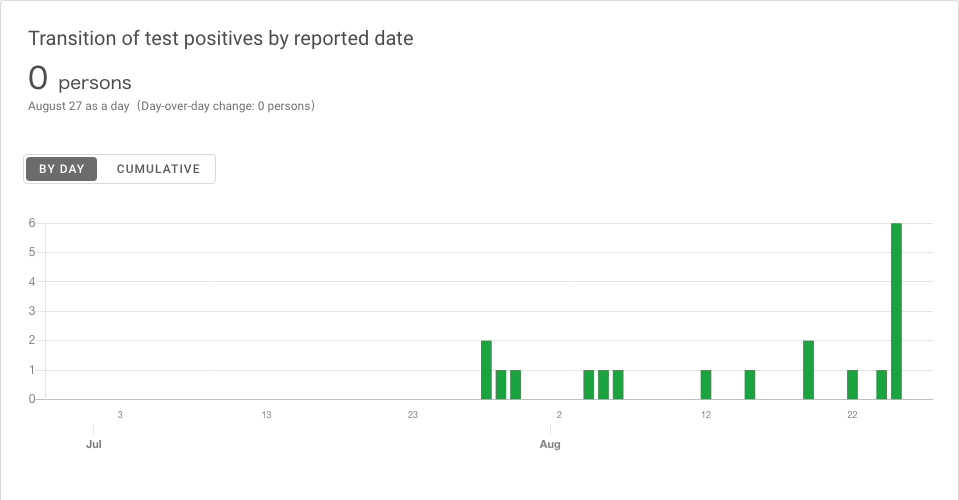 Transition of test positives by reported date
0 persons
August 27 as a day (Day-over-day change: 0 persons)
BY DAY CUMULATIVE
6
5
4
3
2
1
0
3 13 23 2 12 22
Jul Aug